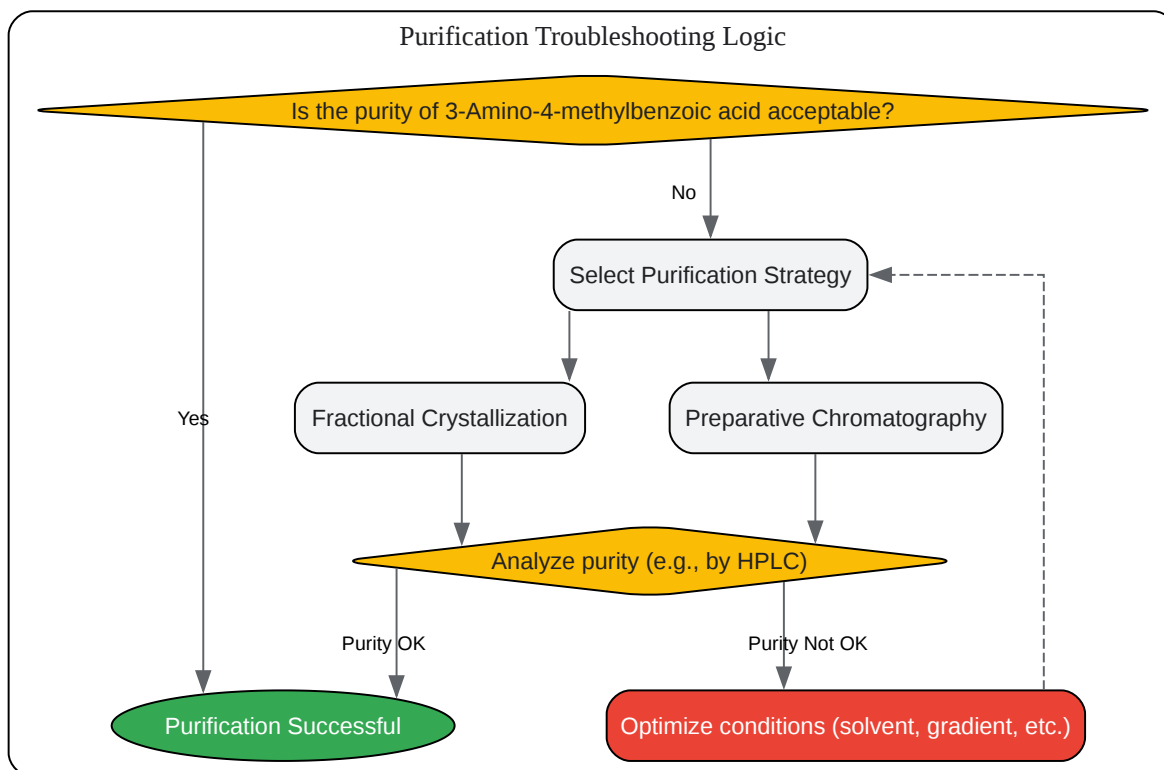 Purification Troubleshooting Logic
Is the purity of 3-Amino-4-methylbenzoic acid acceptable?
No
Select Purification Strategy
Yes
Fractional Crystallization
Preparative Chromatography
Analyze purity (e.g., by HPLC)
Purity OK
Purity Not OK
Purification Successful
Optimize conditions (solvent, gradient, etc.)